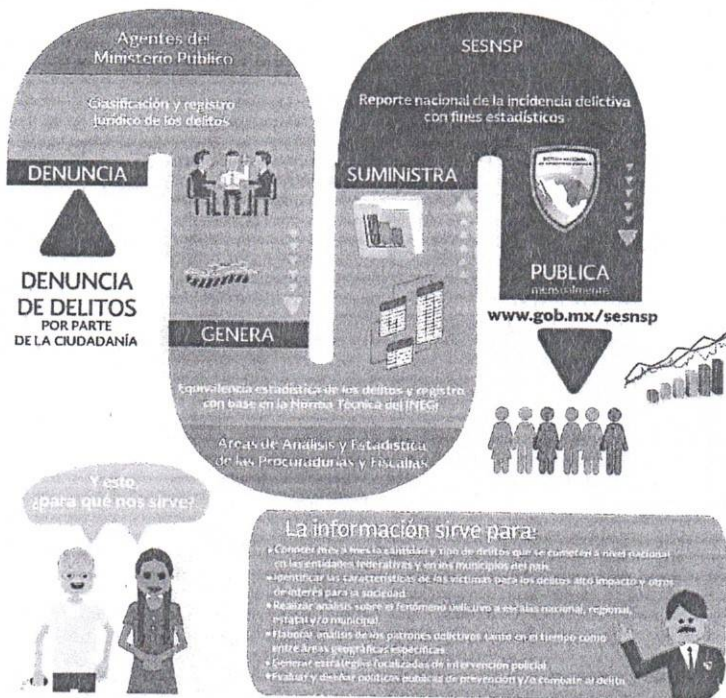 Agentes del
Ministerio Público
Clasificación y registro
jurídico de los delitos
DENUNCIA
DENUNCIA
DE DELITOS
POR PARTE
DE LA CIUDADANÍA
GENERA
Equivalencia estadística de los delitos y registro
con base en la Norma Técnica del INEGI
Áreas de Análisis y Estadística
de las Procuradurías y Fiscalías
SUMINISTRA
SESNSP
Reporte nacional de la incidencia delictiva
con fines estadísticos
PUBLICA
mensualmente
www.gob.mx/sesnsp
Y esto,
¿para qué nos sirve?
La información sirve para:
• Conocer mes a mes la cantidad y tipo de delitos que se cometen a nivel nacional
en las entidades federativas y en los municipios del país.
• Identificar las características de las víctimas para los delitos alto impacto y otros
de interés para la sociedad
• Realizar análisis sobre el fenómeno delictivo a escalas nacional, regional,
estatal y/o municipal
• Elaborar análisis de los patrones delictivos tanto en el tiempo como
entre áreas geográficas específicas
• Generar estrategias focalizadas de intervención policial
• Evaluar y diseñar políticas públicas de prevención y/o combate al delito